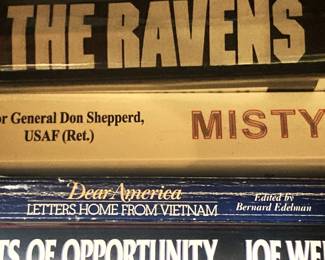 THE RAVENS
or General Don Shepperd,
USAF (Ret.)
MISTY
Dear America
LETTERS HOME FROM VIETNAM
Edited by
Bernard Edelman
TS OF OPPORTUNITY JOE WE